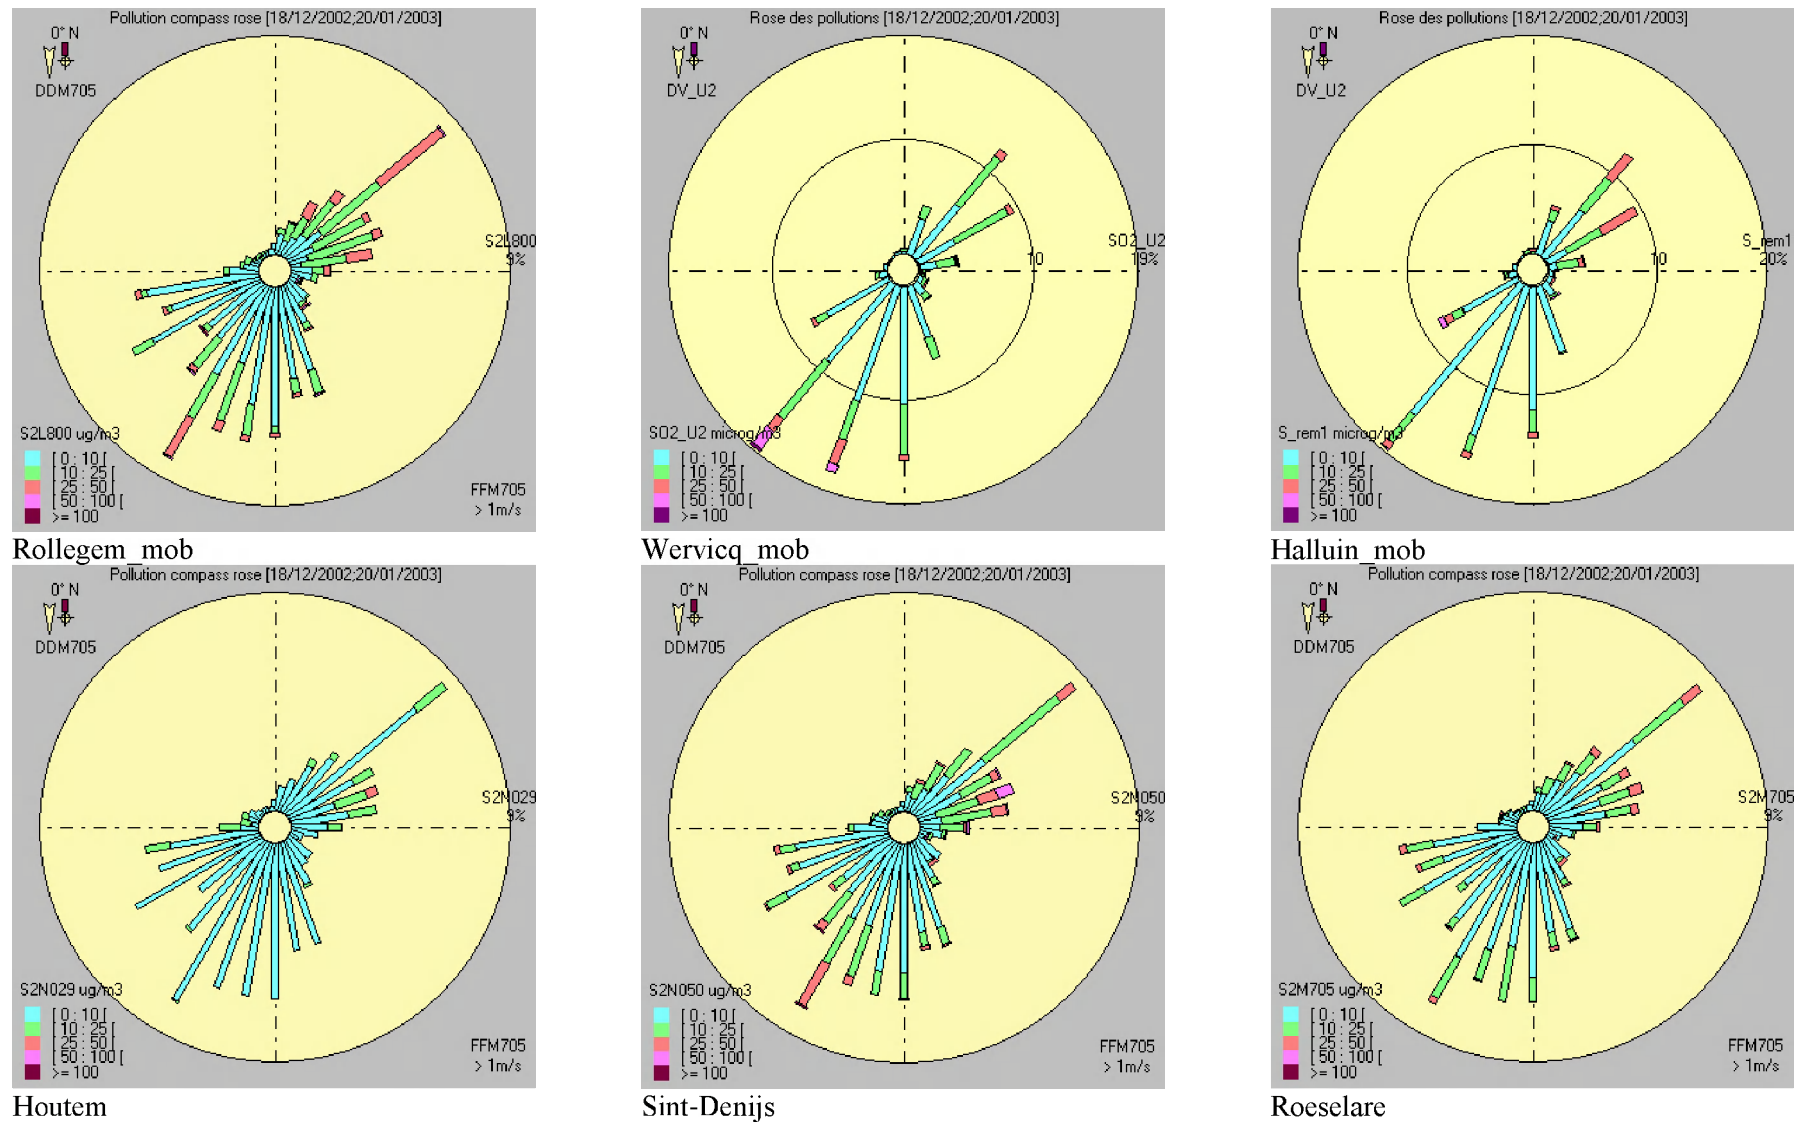 Pollution compass rose [18/12/2002;20/01/2003]
0° N
DDM705
S2L800
9%
S2L800 ug/m3
[ 0 : 10 [
[ 10 : 25 [
[ 25 : 50 [
[ 50 : 100 [
>= 100
FFM705
> 1m/s
Rollegem_mob
Rose des pollutions [18/12/2002;20/01/2003]
0° N
DV_U2
SO2_U2
10
19%
SO2_U2 microg/m3
[ 0 : 10 [
[ 10 : 25 [
[ 25 : 50 [
[ 50 : 100 [
>= 100
Wervicq_mob
Rose des pollutions [18/12/2002;20/01/2003]
0° N
DV_U2
S_rem1
10
20%
S_rem1 microg/m3
[ 0 : 10 [
[ 10 : 25 [
[ 25 : 50 [
[ 50 : 100 [
>= 100
Halluin_mob
Pollution compass rose [18/12/2002;20/01/2003]
0° N
DDM705
S2N029
9%
S2N029 ug/m3
[ 0 : 10 [
[ 10 : 25 [
[ 25 : 50 [
[ 50 : 100 [
>= 100
FFM705
> 1m/s
Houtem
Pollution compass rose [18/12/2002;20/01/2003]
0° N
DDM705
S2N050
9%
S2N050 ug/m3
[ 0 : 10 [
[ 10 : 25 [
[ 25 : 50 [
[ 50 : 100 [
>= 100
FFM705
> 1m/s
Sint-Denijs
Pollution compass rose [18/12/2002;20/01/2003]
0° N
DDM705
S2M705
9%
S2M705 ug/m3
[ 0 : 10 [
[ 10 : 25 [
[ 25 : 50 [
[ 50 : 100 [
>= 100
FFM705
> 1m/s
Roeselare